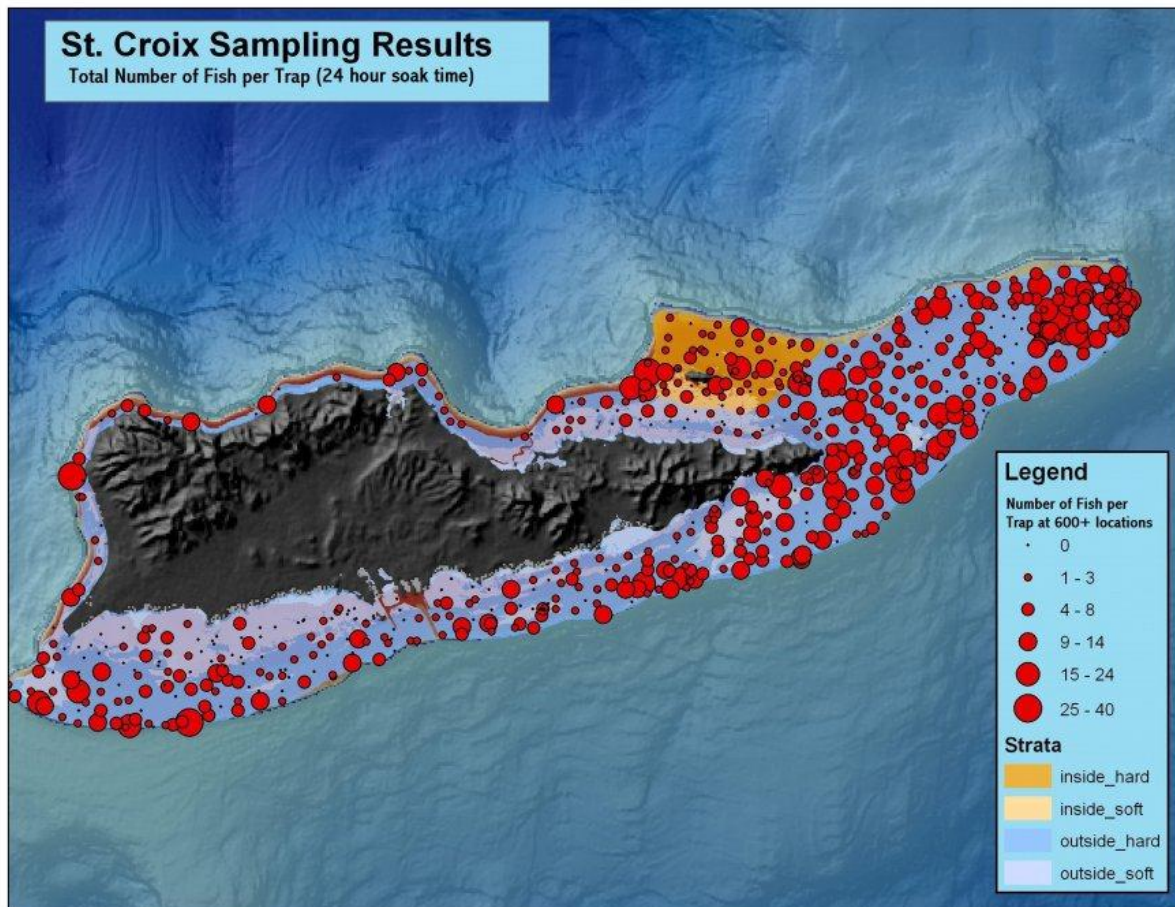 St. Croix Sampling Results
Total Number of Fish per Trap (24 hour soak time)
Legend
Number of Fish per
Trap at 600+ locations
0
1 - 3
4 - 8
9 - 14
15 - 24
25 - 40
Strata
inside_hard
inside_soft
outside_hard
outside_soft